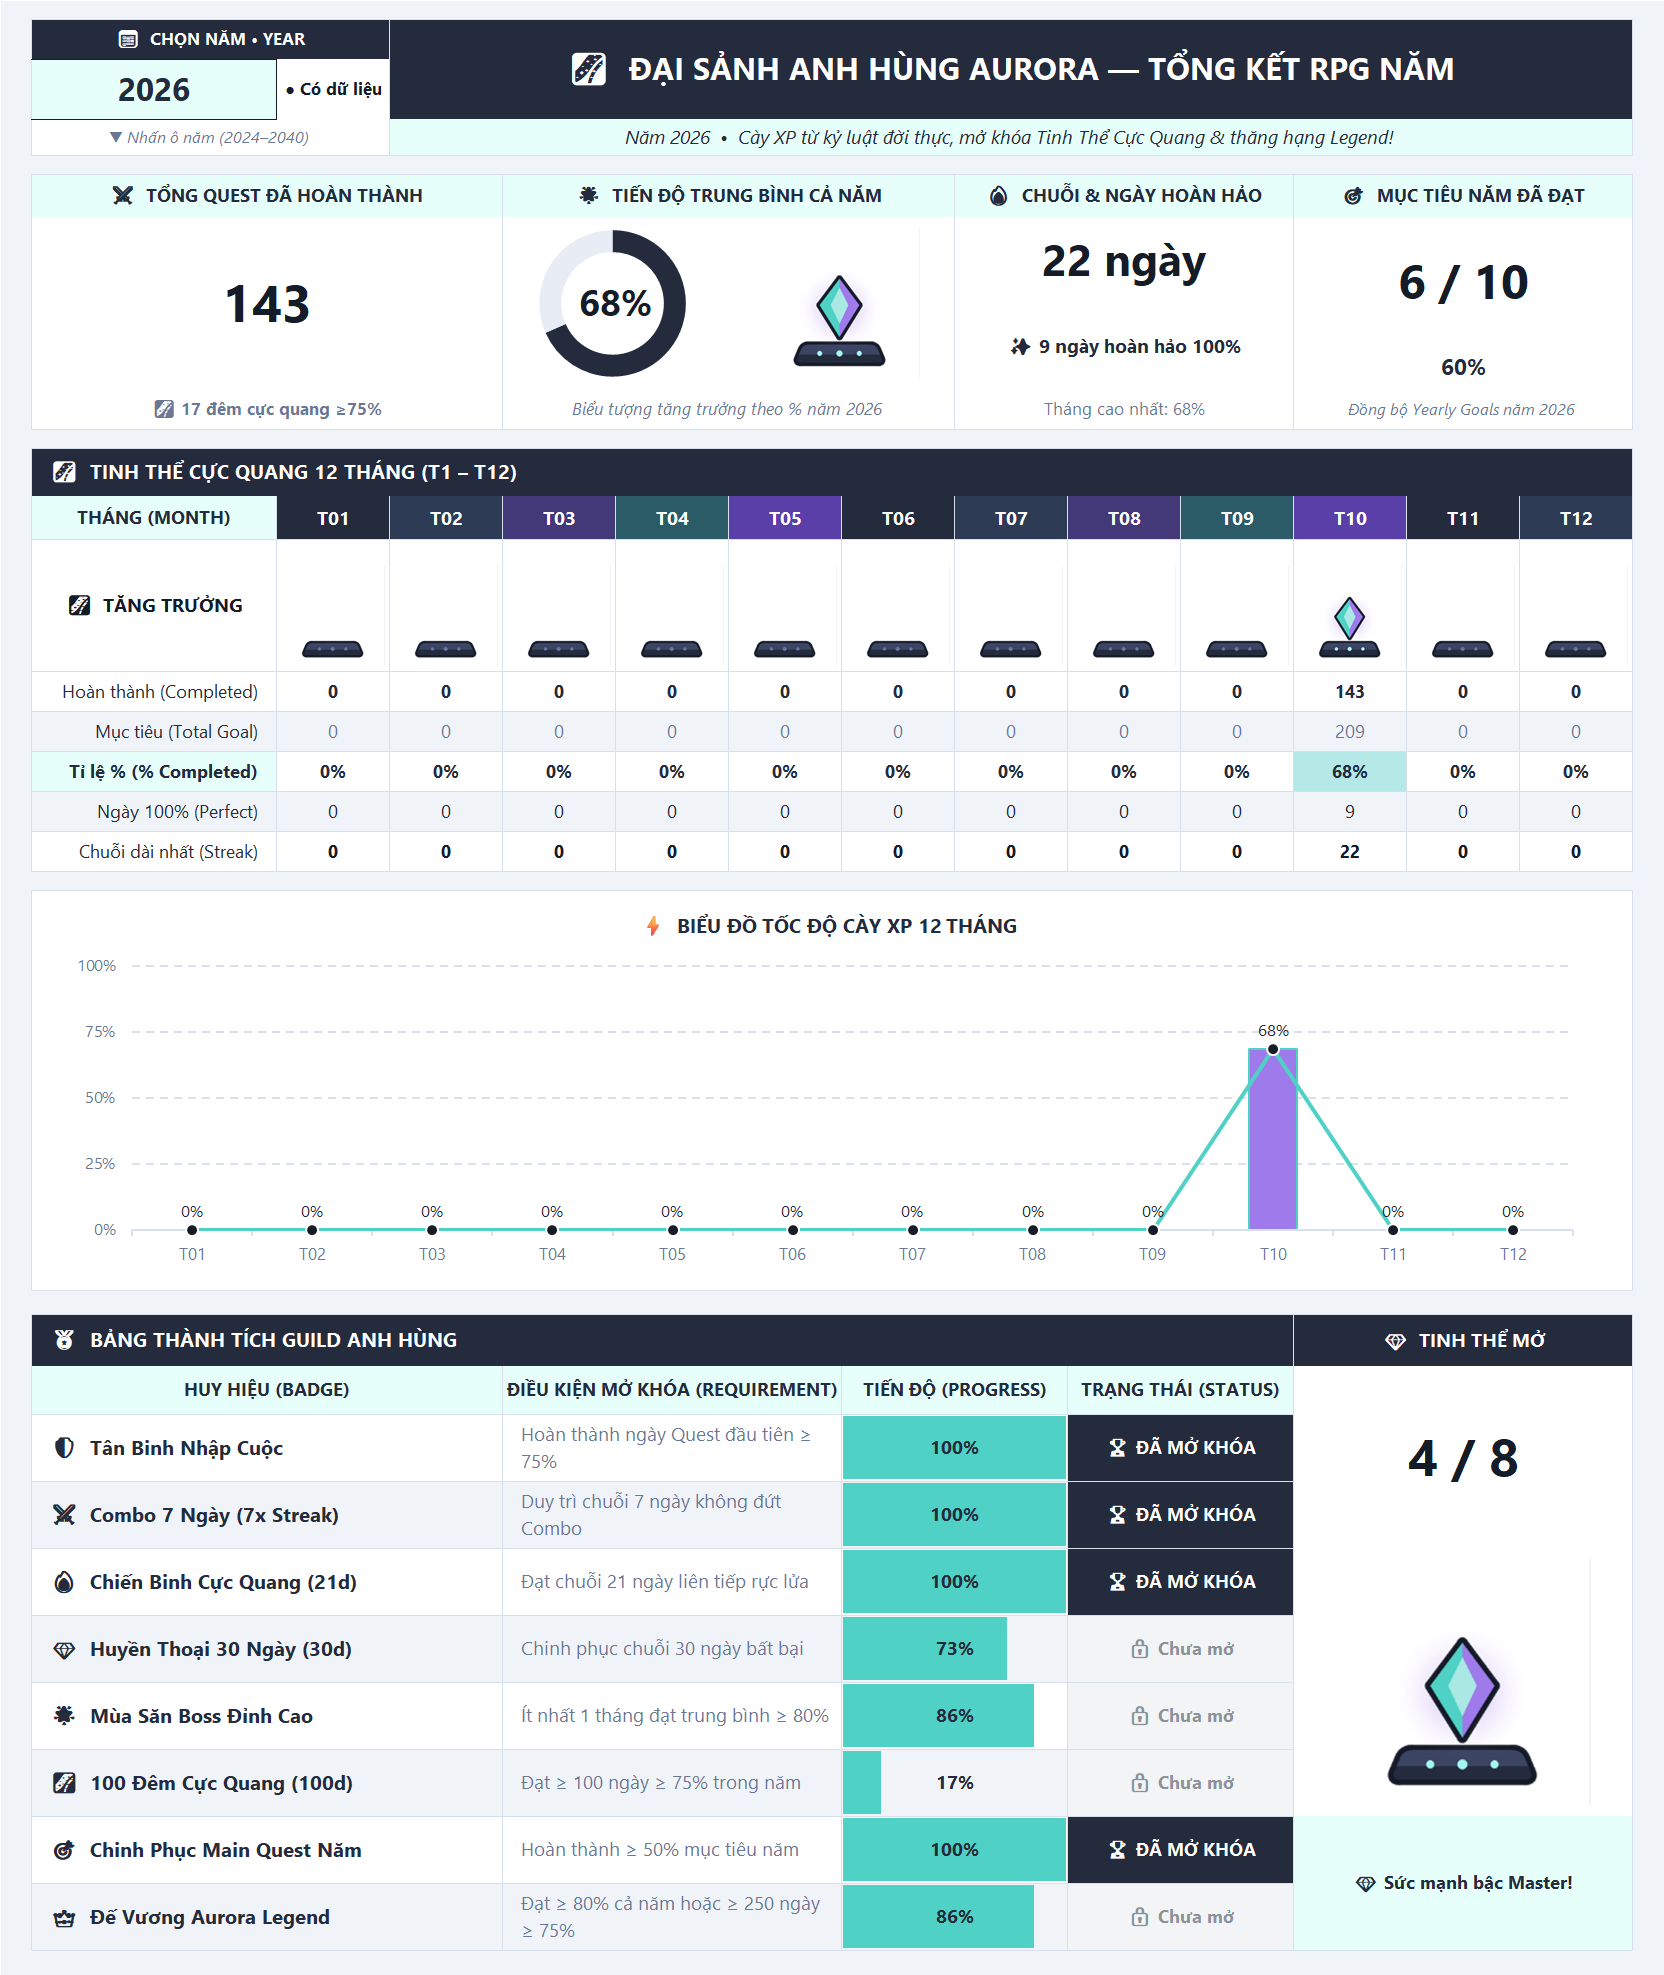 CHỌN NĂM • YEAR
2026
● Có dữ liệu
▼ Nhấn ô năm (2024–2040)
ĐẠI SẢNH ANH HÙNG AURORA — TỔNG KẾT RPG NĂM
Năm 2026 • Cày XP từ kỷ luật đời thực, mở khóa Tinh Thể Cực Quang & thăng hạng Legend!
TỔNG QUEST ĐÃ HOÀN THÀNH
143
17 đêm cực quang ≥75%
TIẾN ĐỘ TRUNG BÌNH CẢ NĂM
68%
Biểu tượng tăng trưởng theo % năm 2026
CHUỖI & NGÀY HOÀN HẢO
22 ngày
9 ngày hoàn hảo 100%
Tháng cao nhất: 68%
MỤC TIÊU NĂM ĐÃ ĐẠT
6 / 10
60%
Đồng bộ Yearly Goals năm 2026
TINH THỂ CỰC QUANG 12 THÁNG (T1 – T12)
THÁNG (MONTH) T01 T02 T03 T04 T05 T06 T07 T08 T09 T10 T11 T12
TĂNG TRƯỞNG
Hoàn thành (Completed) 0 0 0 0 0 0 0 0 0 143 0 0
Mục tiêu (Total Goal) 0 0 0 0 0 0 0 0 0 209 0 0
Tỉ lệ % (% Completed) 0% 0% 0% 0% 0% 0% 0% 0% 0% 68% 0% 0%
Ngày 100% (Perfect) 0 0 0 0 0 0 0 0 0 9 0 0
Chuỗi dài nhất (Streak) 0 0 0 0 0 0 0 0 0 22 0 0
BIỂU ĐỒ TỐC ĐỘ CÀY XP 12 THÁNG
100%
75%
68%
50%
25%
0% 0% 0% 0% 0% 0% 0% 0% 0% 0% 0%
0%
T01 T02 T03 T04 T05 T06 T07 T08 T09 T10 T11 T12
BẢNG THÀNH TÍCH GUILD ANH HÙNG
HUY HIỆU (BADGE) ĐIỀU KIỆN MỞ KHÓA (REQUIREMENT) TIẾN ĐỘ (PROGRESS) TRẠNG THÁI (STATUS)
Tân Binh Nhập Cuộc
Hoàn thành ngày Quest đầu tiên ≥
75%
100%
ĐÃ MỞ KHÓA
Combo 7 Ngày (7x Streak)
Duy trì chuỗi 7 ngày không đứt
Combo
100%
ĐÃ MỞ KHÓA
Chiến Binh Cực Quang (21d)
Đạt chuỗi 21 ngày liên tiếp rực lửa
100%
ĐÃ MỞ KHÓA
Huyền Thoại 30 Ngày (30d)
Chinh phục chuỗi 30 ngày bất bại
73%
Chưa mở
Mùa Săn Boss Đỉnh Cao
Ít nhất 1 tháng đạt trung bình ≥ 80%
86%
Chưa mở
100 Đêm Cực Quang (100d)
Đạt ≥ 100 ngày ≥ 75% trong năm
17%
Chưa mở
Chinh Phục Main Quest Năm
Hoàn thành ≥ 50% mục tiêu năm
100%
ĐÃ MỞ KHÓA
Đế Vương Aurora Legend
Đạt ≥ 80% cả năm hoặc ≥ 250 ngày
≥ 75%
86%
Chưa mở
TINH THỂ MỞ
4 / 8
Sức mạnh bậc Master!